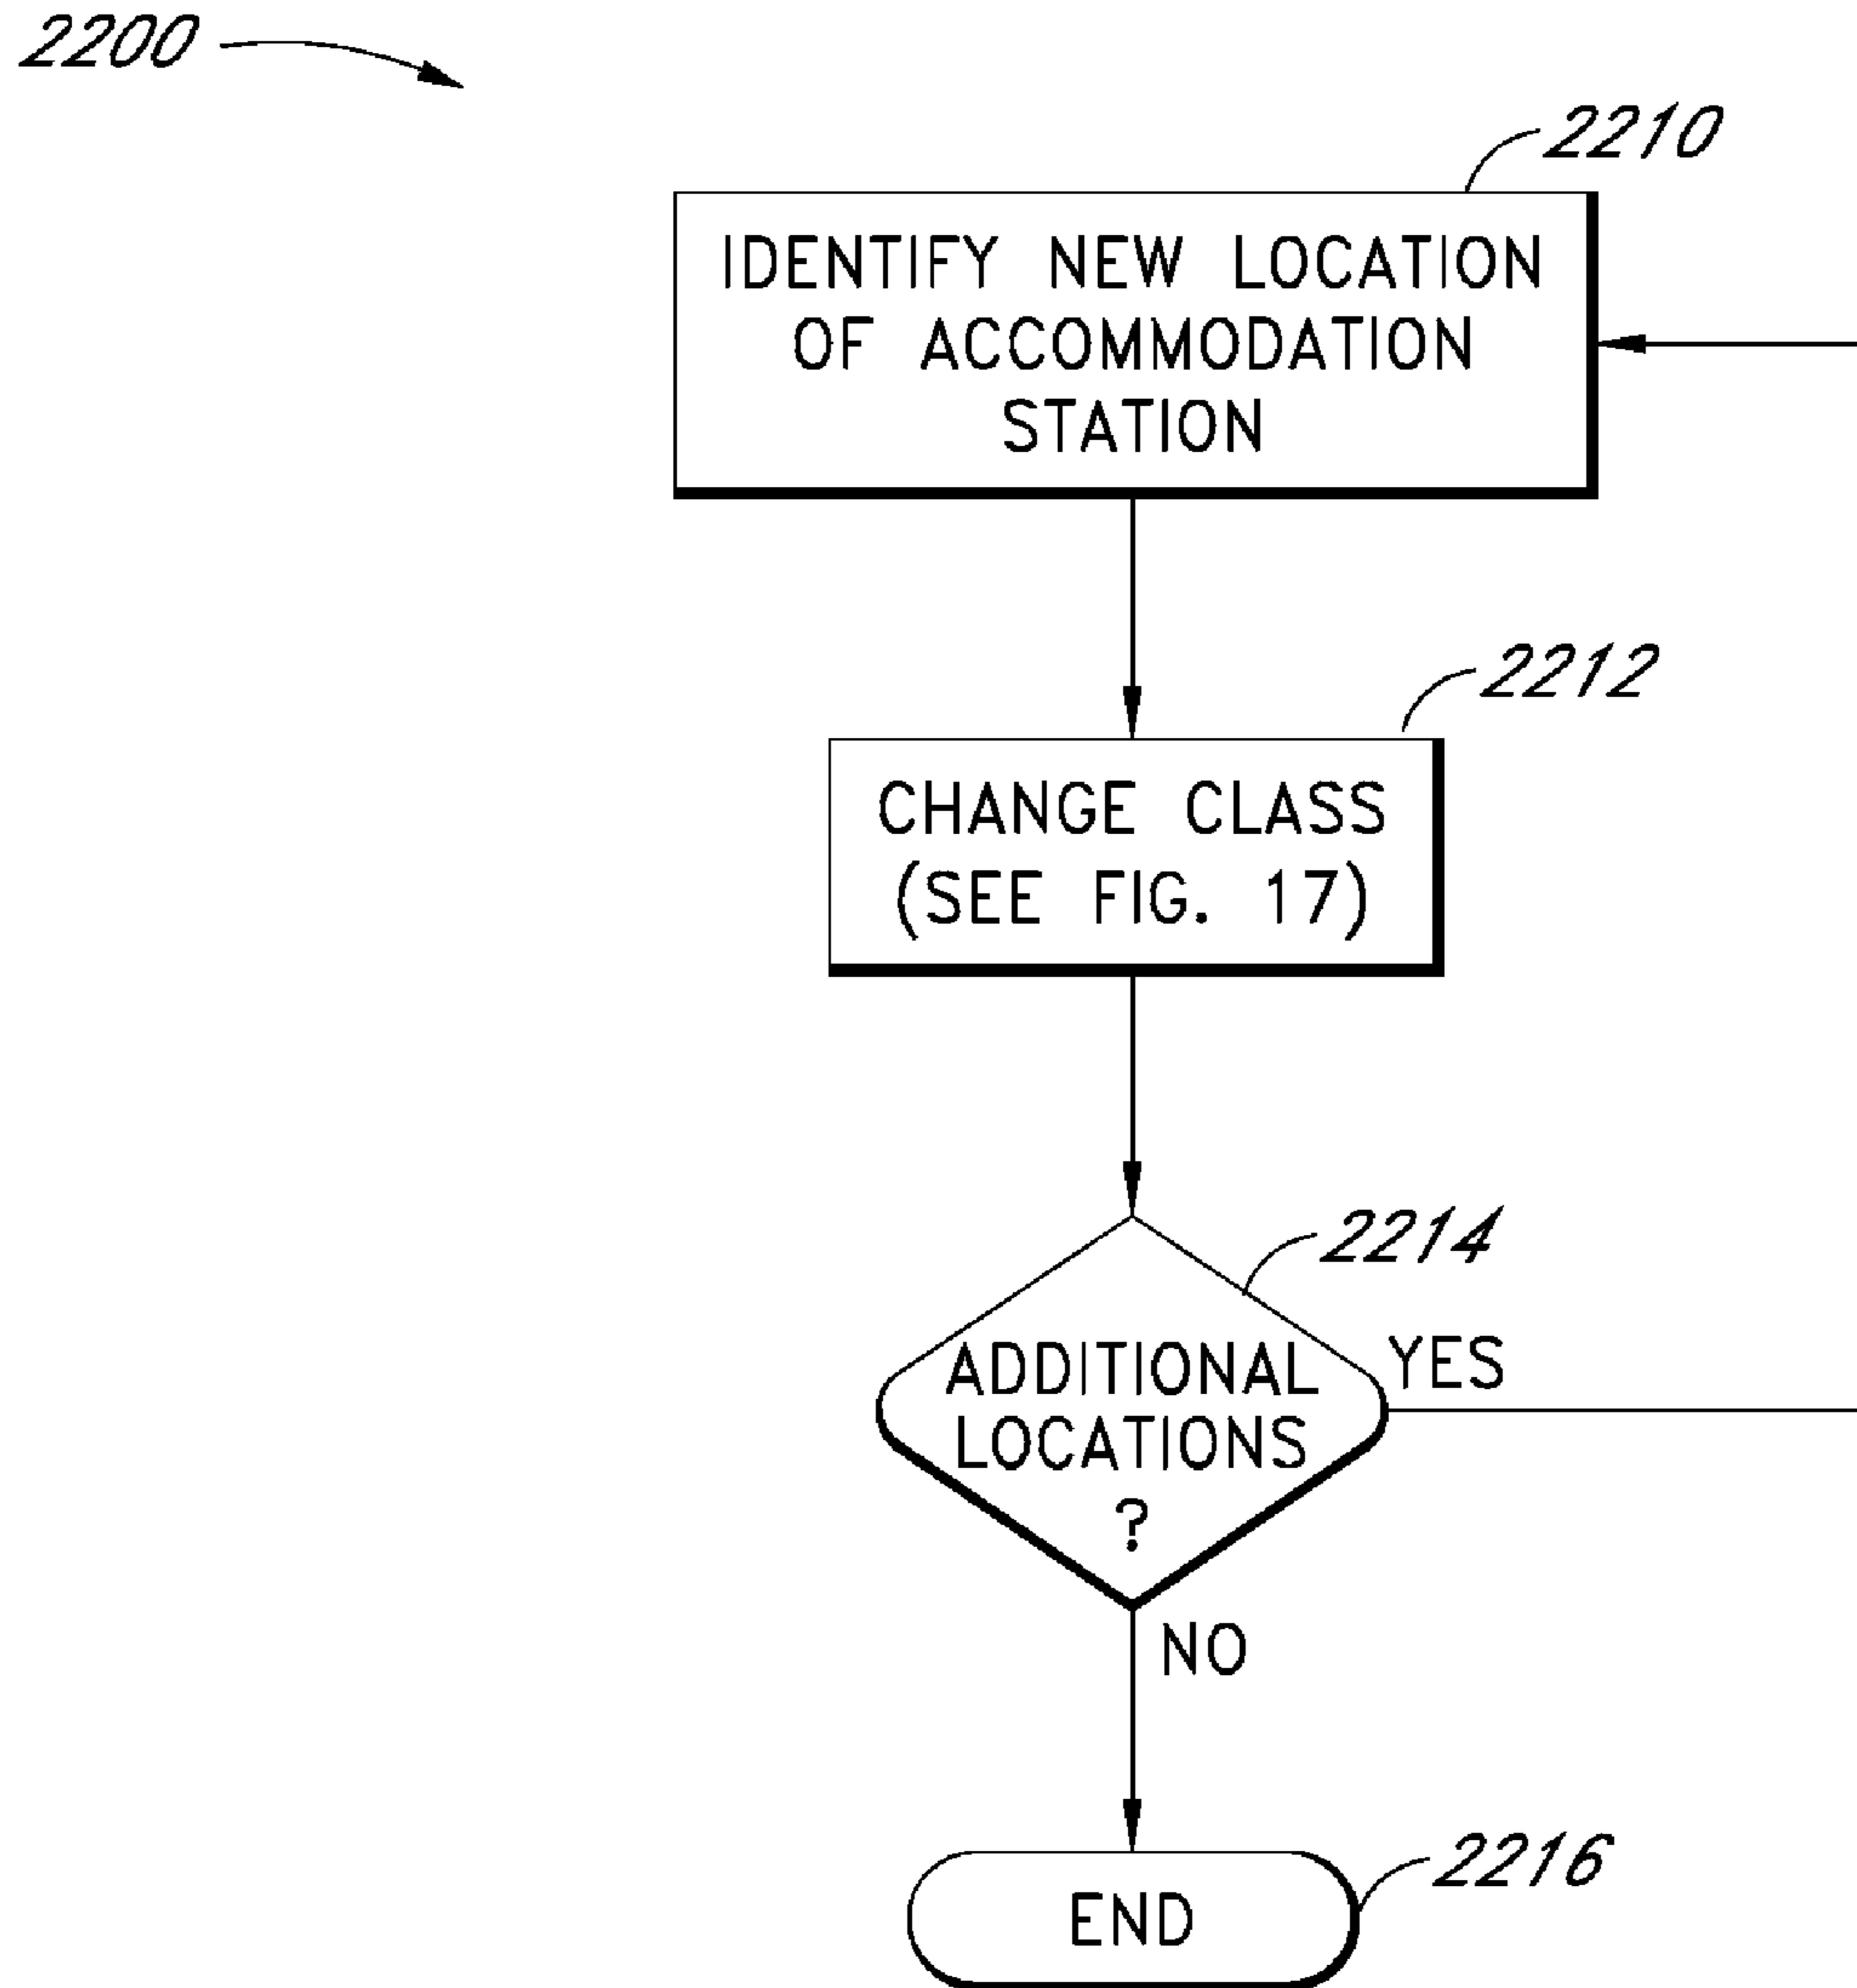 2200
2210
IDENTIFY NEW LOCATION
OF ACCOMMODATION
STATION
2212
CHANGE CLASS
(SEE FIG. 17)
2214
ADDITIONAL
LOCATIONS
?
YES
NO
2216
END